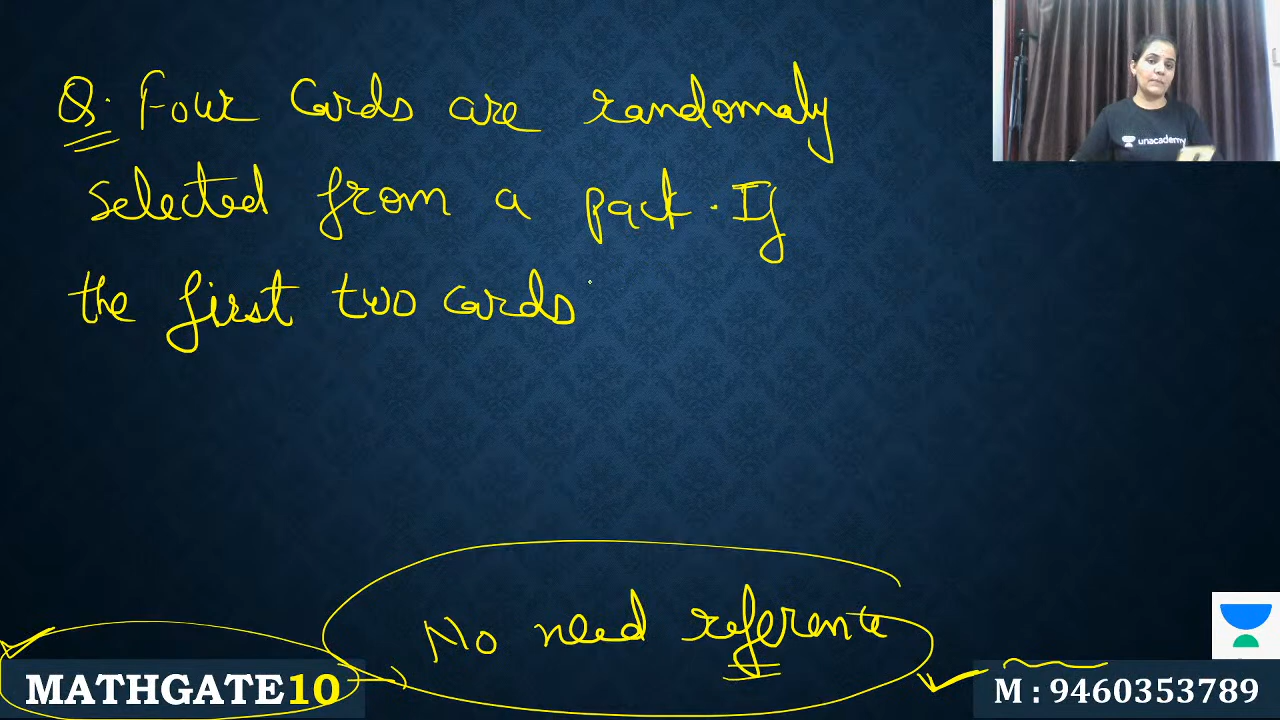 Q. Four Cards are randomaly
selected from a pack. If
the first two cards
unacademy
No need referente
MATHGATE10
M : 9460353789